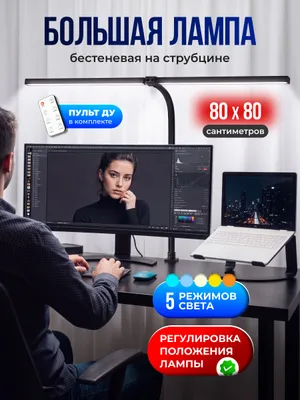 БОЛЬШАЯ ЛАМПА
бестеневая на струбцине
ПУЛЬТ ДУ
в комплекте
80 x 80
сантиметров
5 РЕЖИМОВ
СВЕТА
РЕГУЛИРОВКА
ПОЛОЖЕНИЯ
ЛАМПЫ